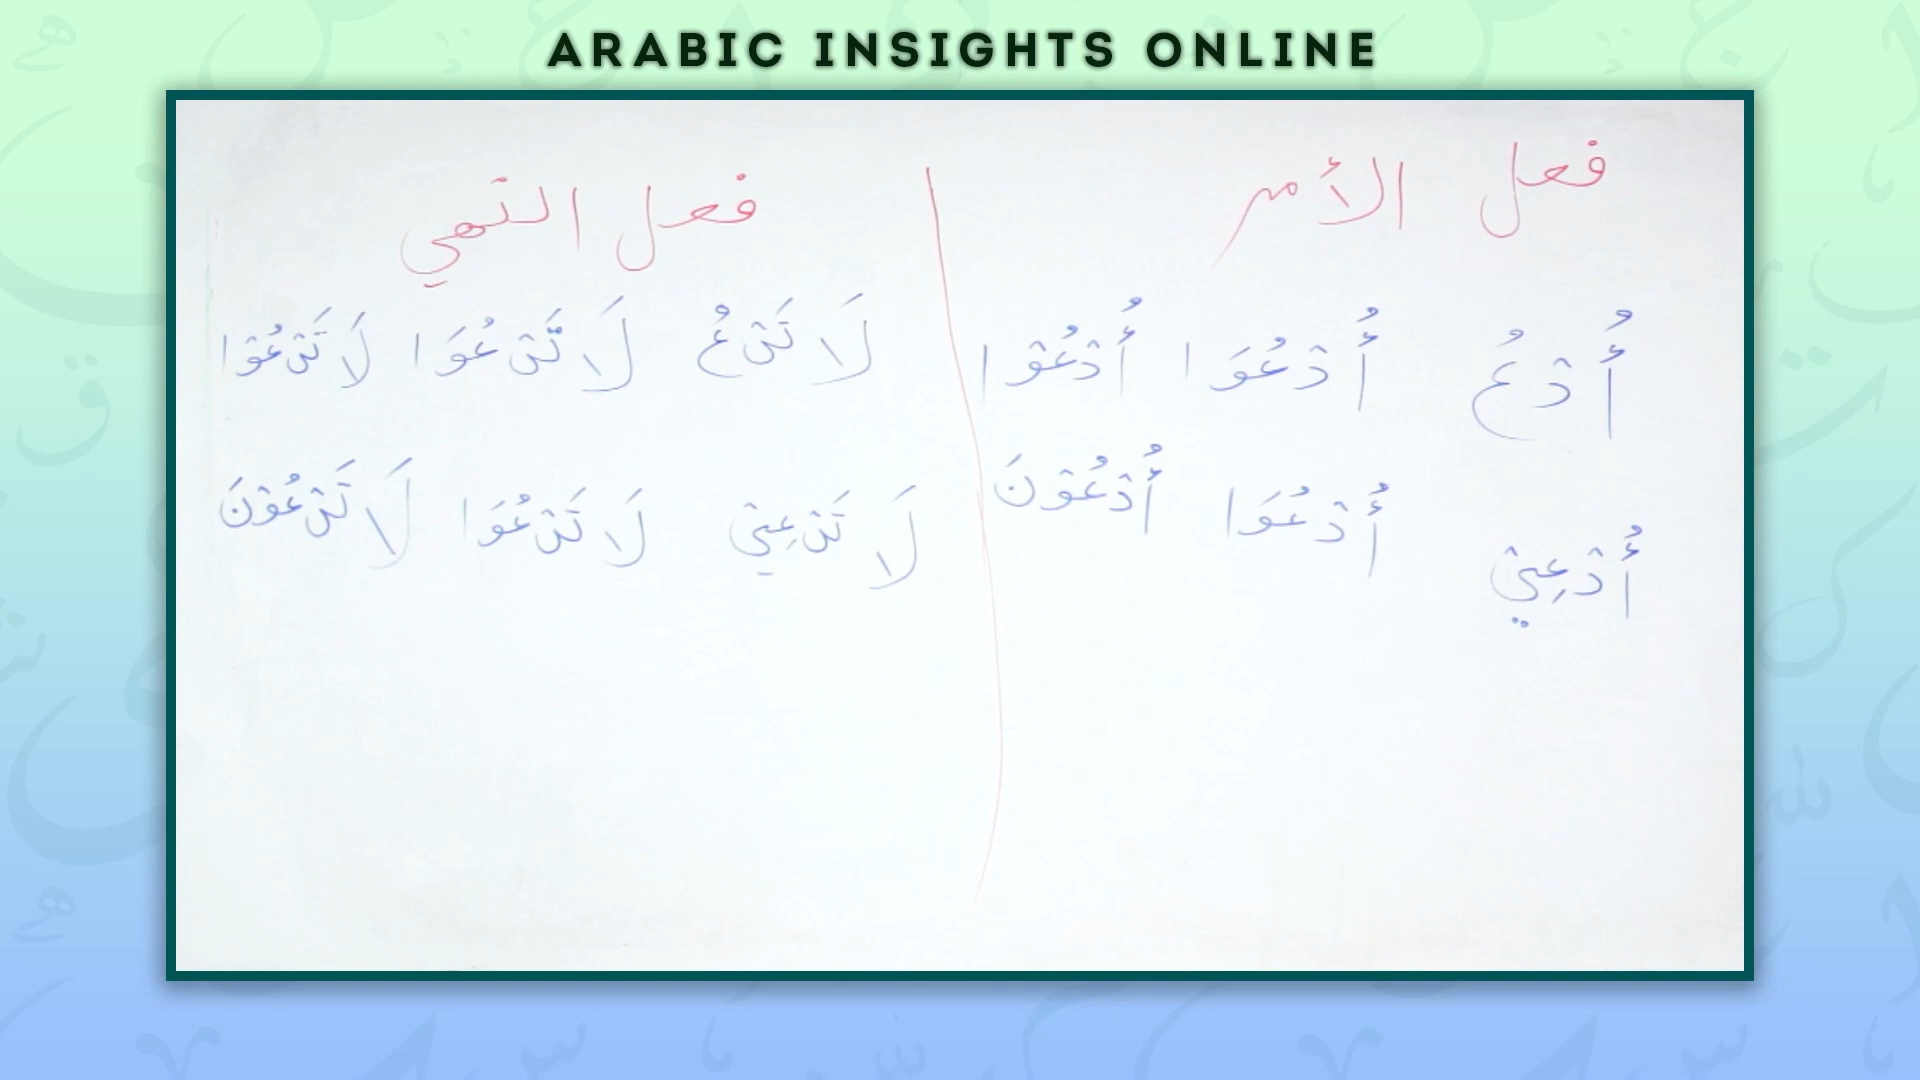 ARABIC INSIGHTS ONLINE
فعل الأمر
أُدْعُ أُدْعُوَا أُدْعُوْا
أُدْعِيْ أُدْعُوَا أُدْعُوْنَ
فعل النهي
لَا تَدْعُ لَا تَدْعُوَا لَا تَدْعُوْا
لَا تَدْعِيْ لَا تَدْعُوَا لَا تَدْعُوْنَ